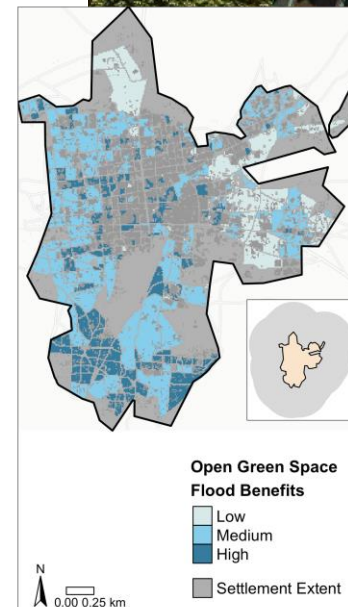 Open Green Space
Flood Benefits
Low
Medium
High
Settlement Extent
N
0.00 0.25 km